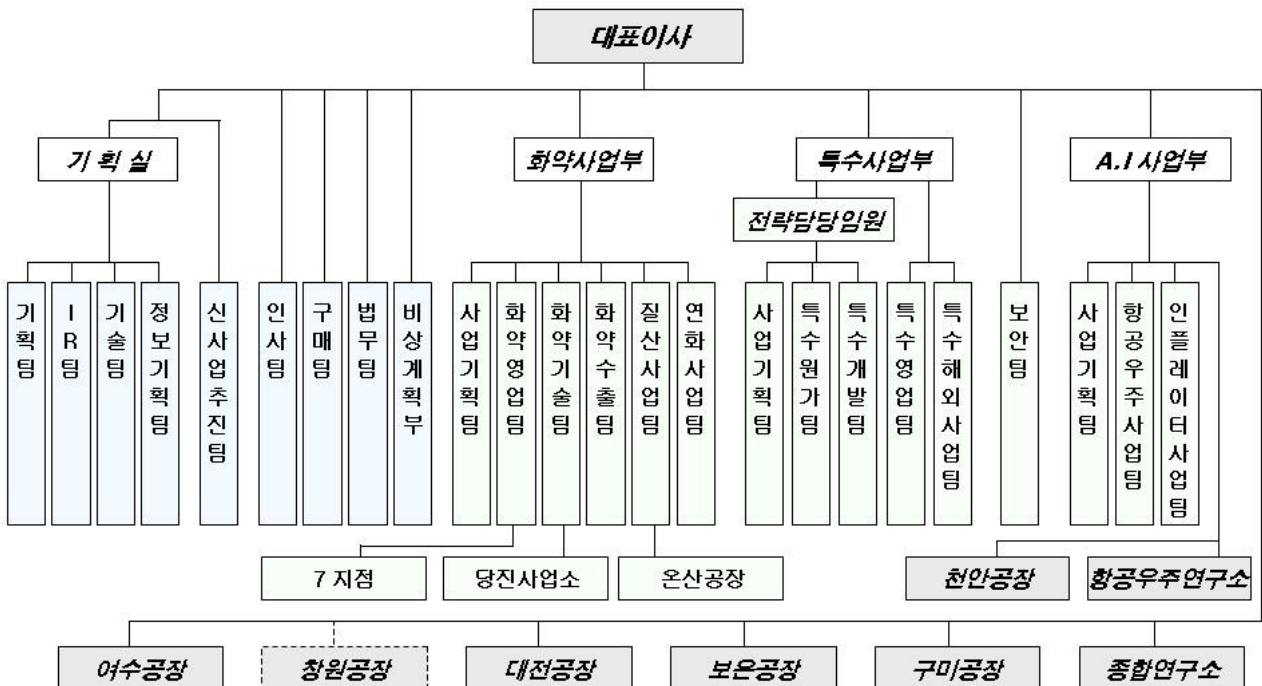 대표이사
기 획 실
화약사업부
특수사업부
A.I 사업부
전략담당임원
기획팀
IR팀
기술팀
정보기획팀
신사업추진팀
인사팀
구매팀
법무팀
비상계획부
사업기획팀
화약영업팀
화약기술팀
화약수출팀
질산사업팀
연화사업팀
사업기획팀
특수원가팀
특수개발팀
특수영업팀
특수해외사업팀
보안팀
사업기획팀
항공우주사업팀
인플레이터사업팀
7 지점
당진사업소
온산공장
천안공장
항공우주연구소
여수공장
창원공장
대전공장
보은공장
구미공장
종합연구소